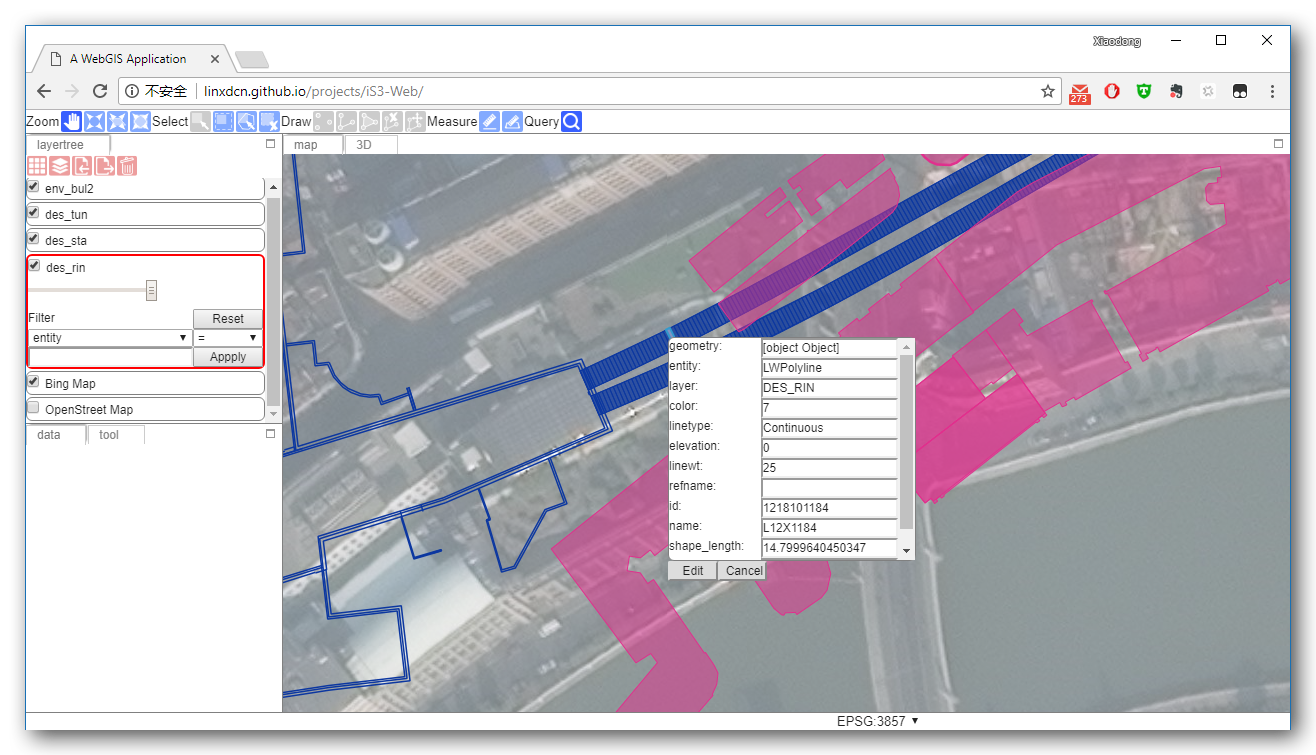 Xiaodong
A WebGIS Application
不安全 linxdcn.github.io/projects/iS3-Web/
273
Zoom Select Draw Measure Query
layertree
map 3D
env_bul2
des_tun
des_sta
des_rin
Filter Reset
entity =
Appply
Bing Map
OpenStreet Map
data tool
geometry: [object Object]
entity: LWPolyline
layer: DES_RIN
color: 7
linetype: Continuous
elevation: 0
linewt: 25
refname:
id: 1218101184
name: L12X1184
shape_length: 14.7999640450347
Edit Cancel
EPSG:3857